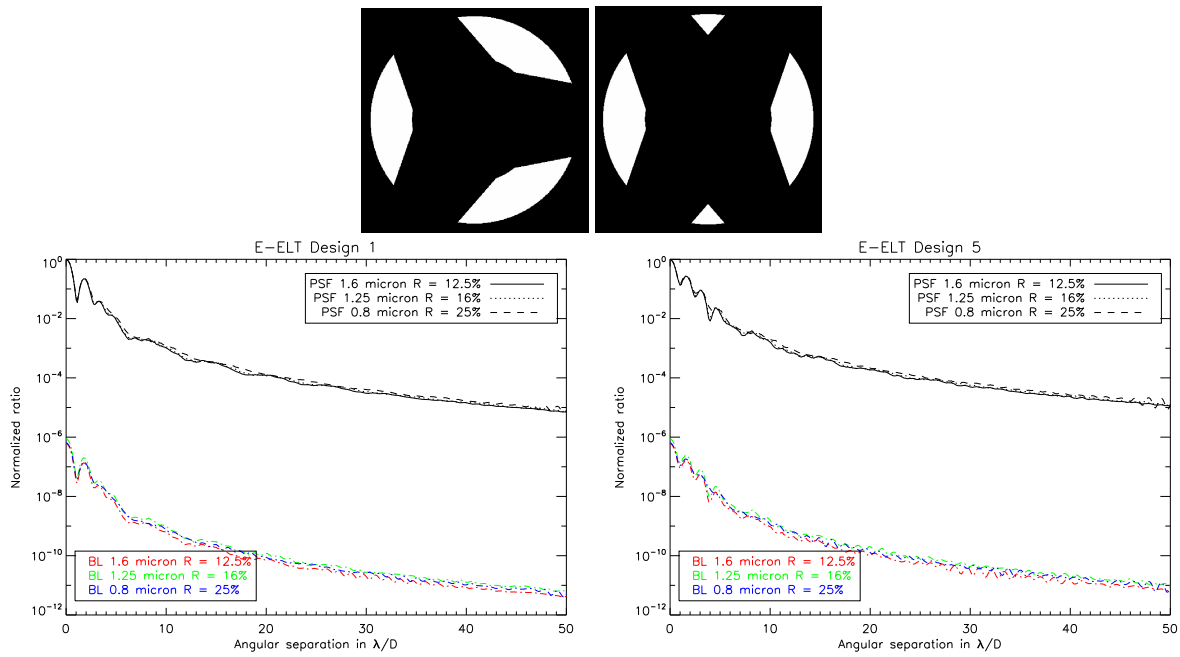 E-ELT Design 1
10^0
10^-2
10^-4
10^-6
10^-8
10^-10
10^-12
Normalized ratio
PSF 1.6 micron R = 12.5%
PSF 1.25 micron R = 16%
PSF 0.8 micron R = 25%
BL 1.6 micron R = 12.5%
BL 1.25 micron R = 16%
BL 0.8 micron R = 25%
0 10 20 30 40 50
Angular separation in λ/D
E-ELT Design 5
10^0
10^-2
10^-4
10^-6
10^-8
10^-10
10^-12
Normalized ratio
PSF 1.6 micron R = 12.5%
PSF 1.25 micron R = 16%
PSF 0.8 micron R = 25%
BL 1.6 micron R = 12.5%
BL 1.25 micron R = 16%
BL 0.8 micron R = 25%
0 10 20 30 40 50
Angular separation in λ/D